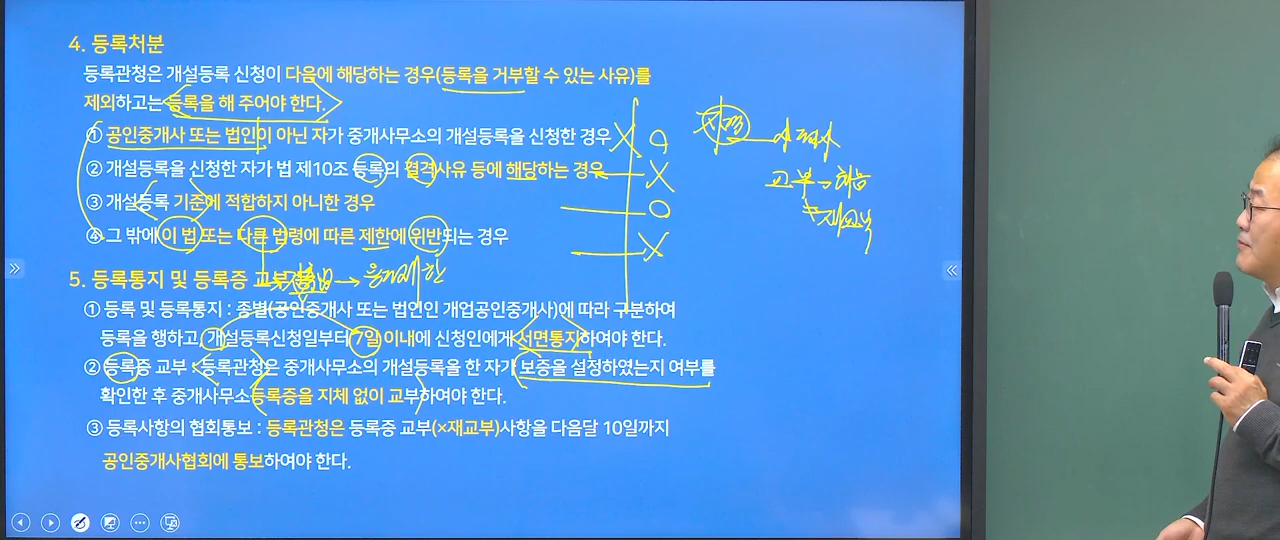 4. 등록처분
등록관청은 개설등록 신청이 다음에 해당하는 경우(등록을 거부할 수 있는 사유)를
제외하고는 등록을 해 주어야 한다.
① 공인중개사 또는 법인이 아닌 자가 중개사무소의 개설등록을 신청한 경우 X O
② 개설등록을 신청한 자가 법 제10조 등록의 결격사유 등에 해당하는 경우 X
③ 개설등록 기준에 적합하지 아니한 경우 O
④ 그 밖에 이 법 또는 다른 법령에 따른 제한에 위반되는 경우 X
교부→
≠재교부
5. 등록통지 및 등록증 교부
① 등록 및 등록통지 : 종별(공인중개사 또는 법인인 개업공인중개사)에 따라 구분하여
등록을 행하고, 개설등록신청일부터 7일 이내에 신청인에게 서면통지하여야 한다.
② 등록증 교부 : 등록관청은 중개사무소의 개설등록을 한 자가 보증을 설정하였는지 여부를
확인한 후 중개사무소등록증을 지체 없이 교부하여야 한다.
③ 등록사항의 협회통보 : 등록관청은 등록증 교부(×재교부)사항을 다음달 10일까지
공인중개사협회에 통보하여야 한다.